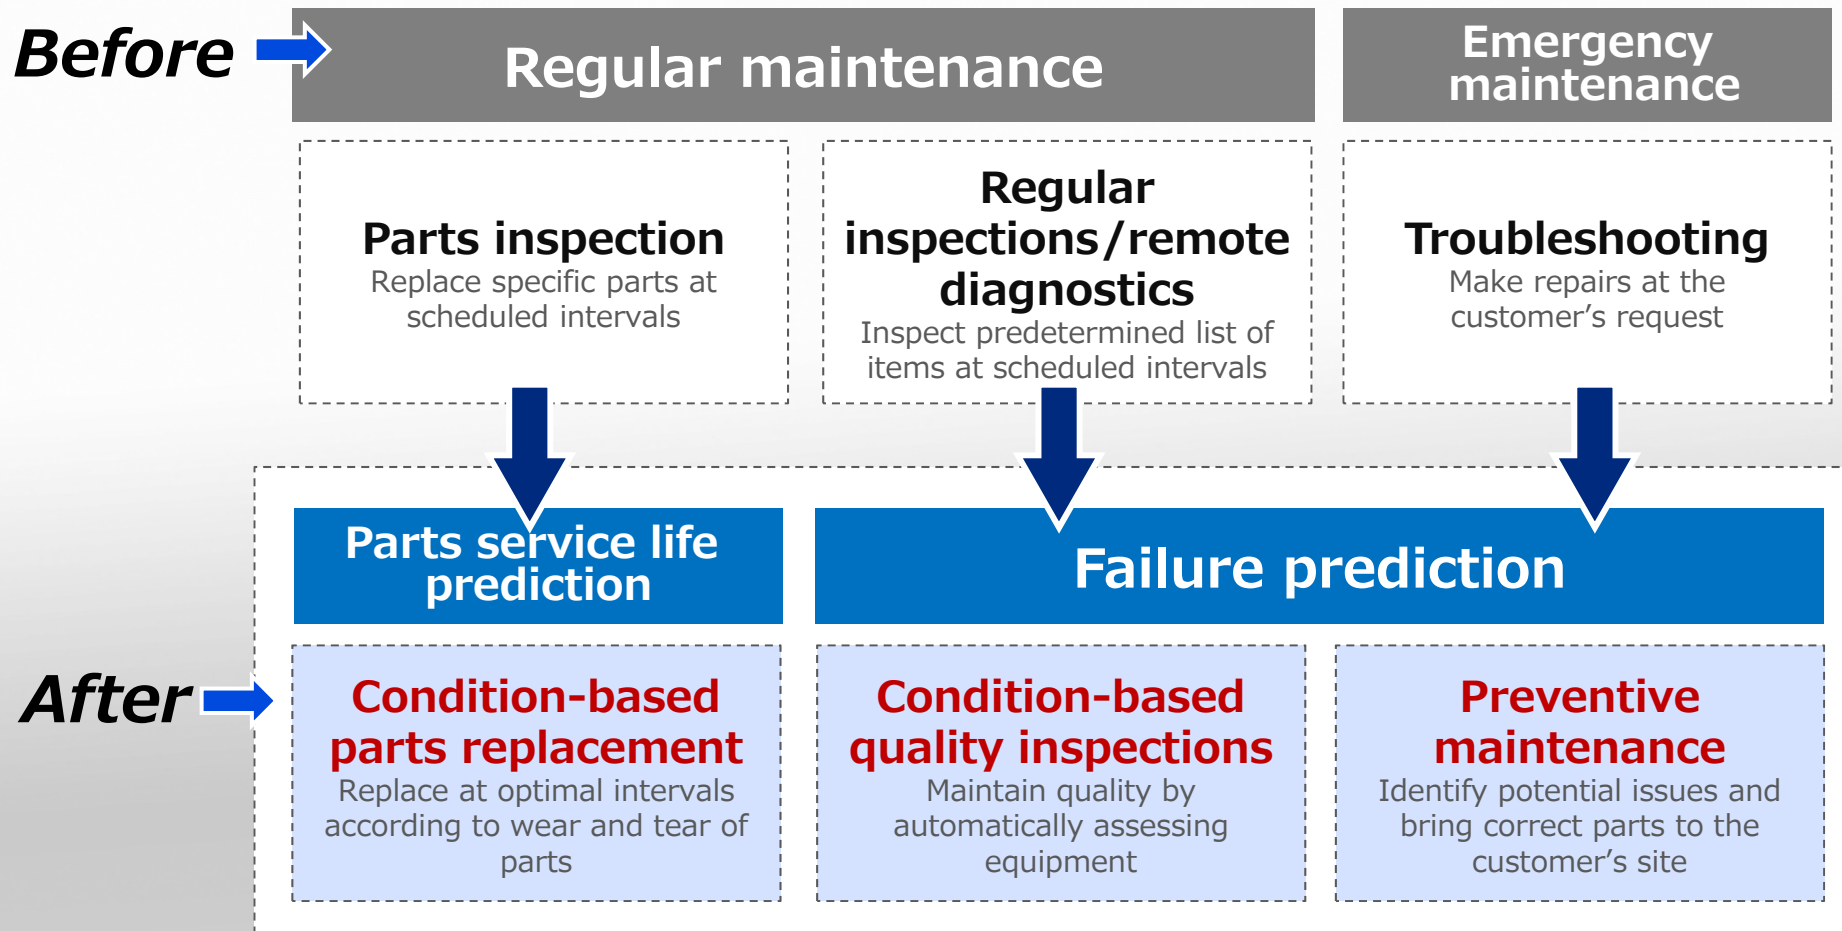 Before
Regular maintenance
Emergency
maintenance
Parts inspection
Replace specific parts at
scheduled intervals
Regular
inspections/remote
diagnostics
Inspect predetermined list of
items at scheduled intervals
Troubleshooting
Make repairs at the
customer’s request
After
Parts service life
prediction
Failure prediction
Condition-based
parts replacement
Replace at optimal intervals
according to wear and tear of
parts
Condition-based
quality inspections
Maintain quality by
automatically assessing
equipment
Preventive
maintenance
Identify potential issues and
bring correct parts to the
customer’s site